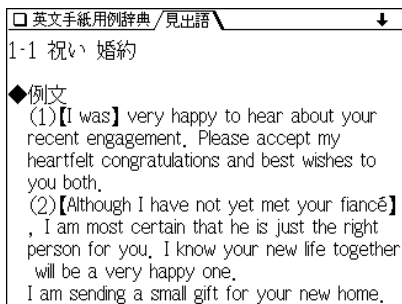 英文手紙用例辞典/見出語
1-1 祝い 婚約
◆例文
(1)【I was】 very happy to hear about your
recent engagement. Please accept my
heartfelt congratulations and best wishes to
you both.
(2)【Although I have not yet met your fiancé】
, I am most certain that he is just the right
person for you. I know your new life together
will be a very happy one.
I am sending a small gift for your new home.